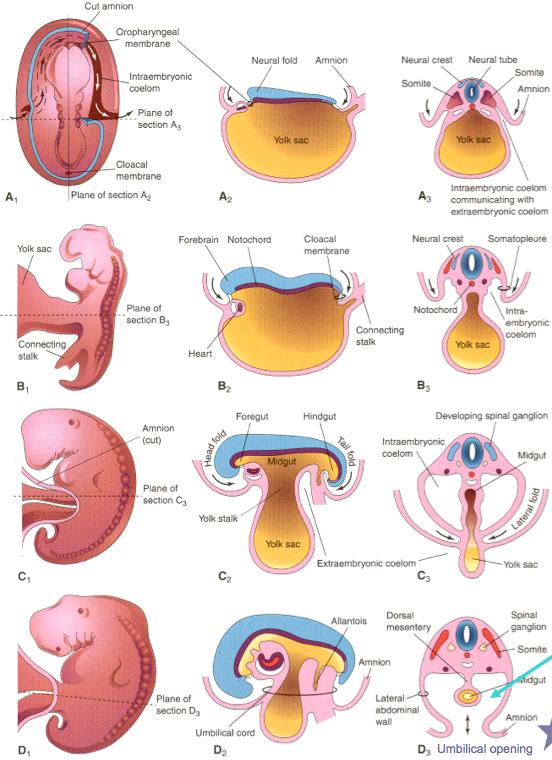 Cut amnion
Oropharyngeal
membrane
Intraembryonic
coelom
Plane of
section A3
Cloacal
membrane
Plane of section A2
A1
Neural fold
Amnion
Yolk sac
A2
Neural crest
Neural tube
Somite
Somite
Amnion
Yolk sac
Intraembryonic coelom
communicating with
extraembryonic coelom
A3
Yolk sac
Plane of
section B3
Connecting
stalk
B1
Forebrain
Notochord
Cloacal
membrane
Heart
Connecting
stalk
B2
Neural crest
Somatopleure
Notochord
Intra-
embryonic
coelom
Yolk sac
B3
Amnion
(cut)
Plane of
section C3
C1
Foregut
Hindgut
Head fold
Tail fold
Midgut
Yolk stalk
Yolk sac
Extraembryonic coelom
C2
Developing spinal ganglion
Intraembryonic
coelom
Midgut
Lateral fold
Yolk sac
C3
Plane of
section D3
D1
Allantois
Amnion
Umbilical cord
D2
Dorsal
mesentery
Spinal
ganglion
Somite
Midgut
Lateral
abdominal
wall
Amnion
D3
Umbilical opening